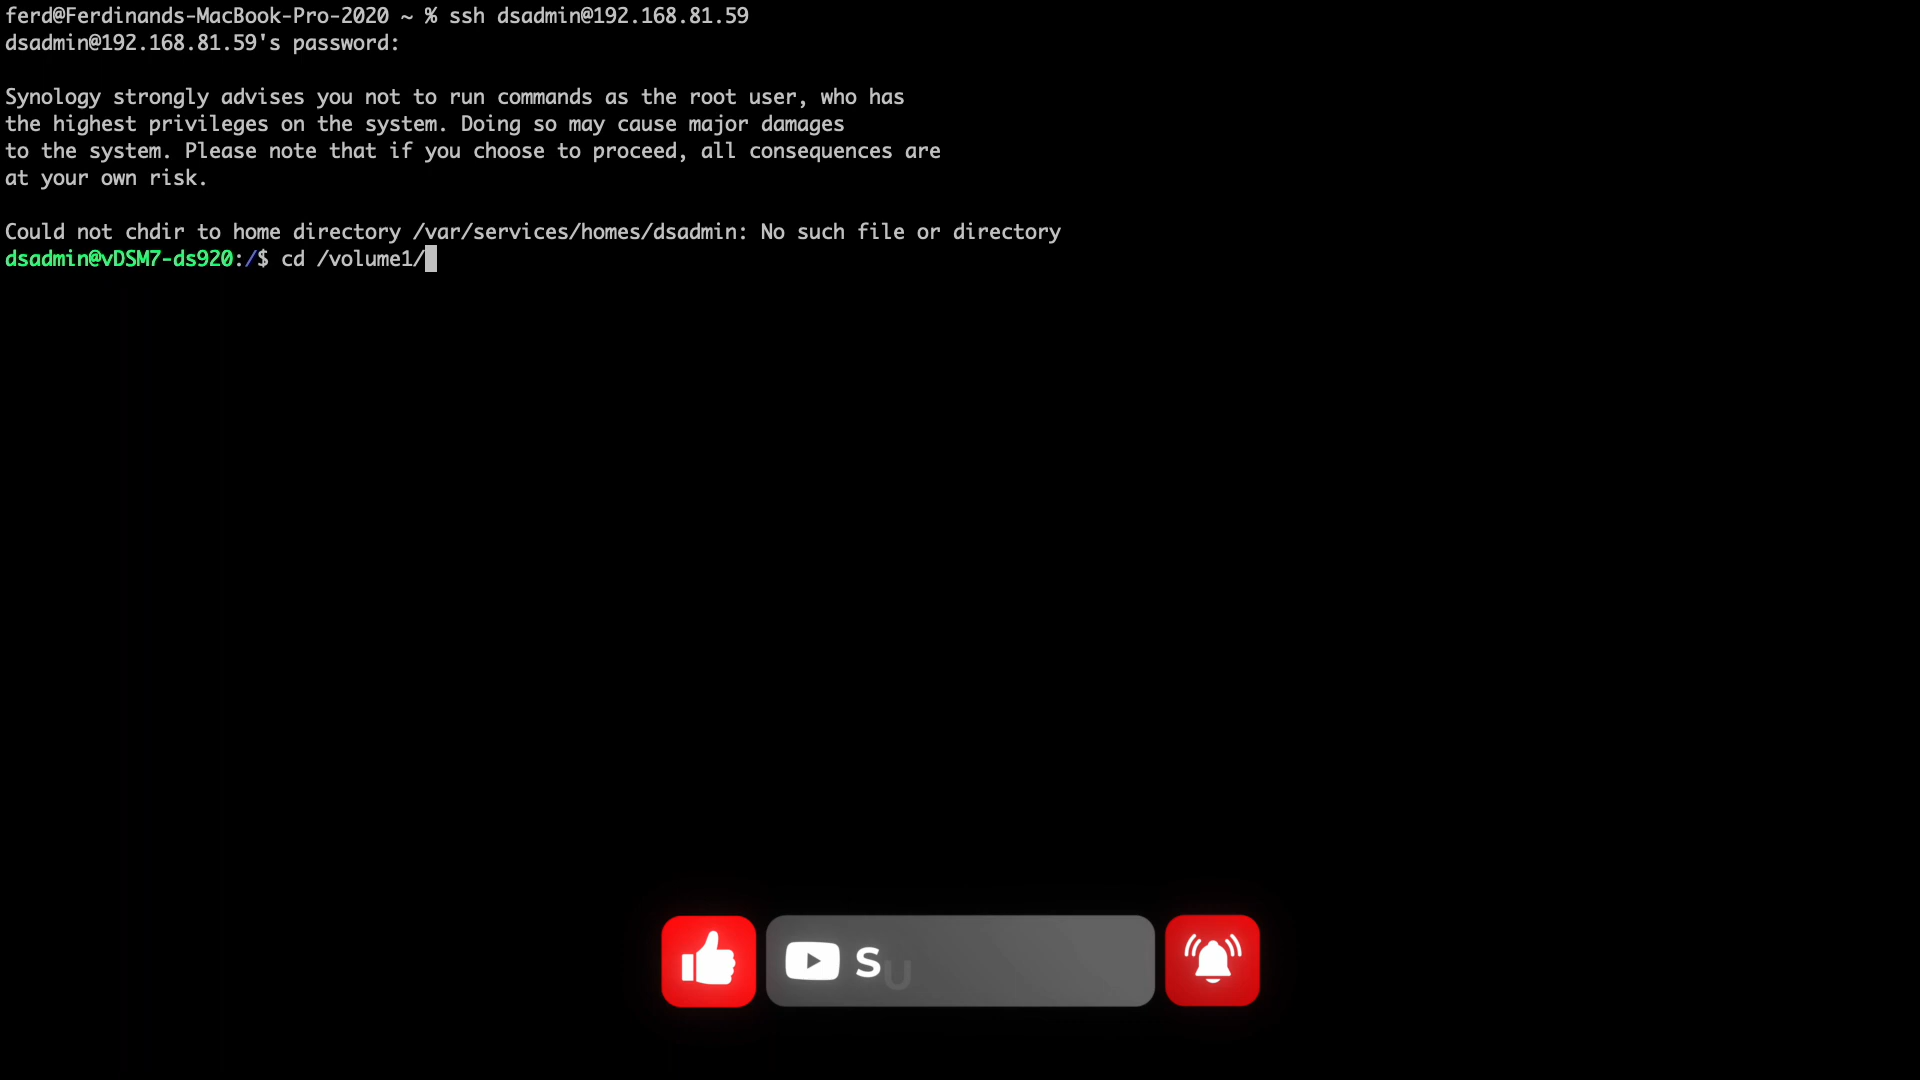 ferd@Ferdinands-MacBook-Pro-2020 ~ % ssh dsadmin@192.168.81.59
dsadmin@192.168.81.59's password:
Synology strongly advises you not to run commands as the root user, who has
the highest privileges on the system. Doing so may cause major damages
to the system. Please note that if you choose to proceed, all consequences are
at your own risk.
Could not chdir to home directory /var/services/homes/dsadmin: No such file or directory
dsadmin@vDSM7-ds920:/$ cd /volume1/
SU